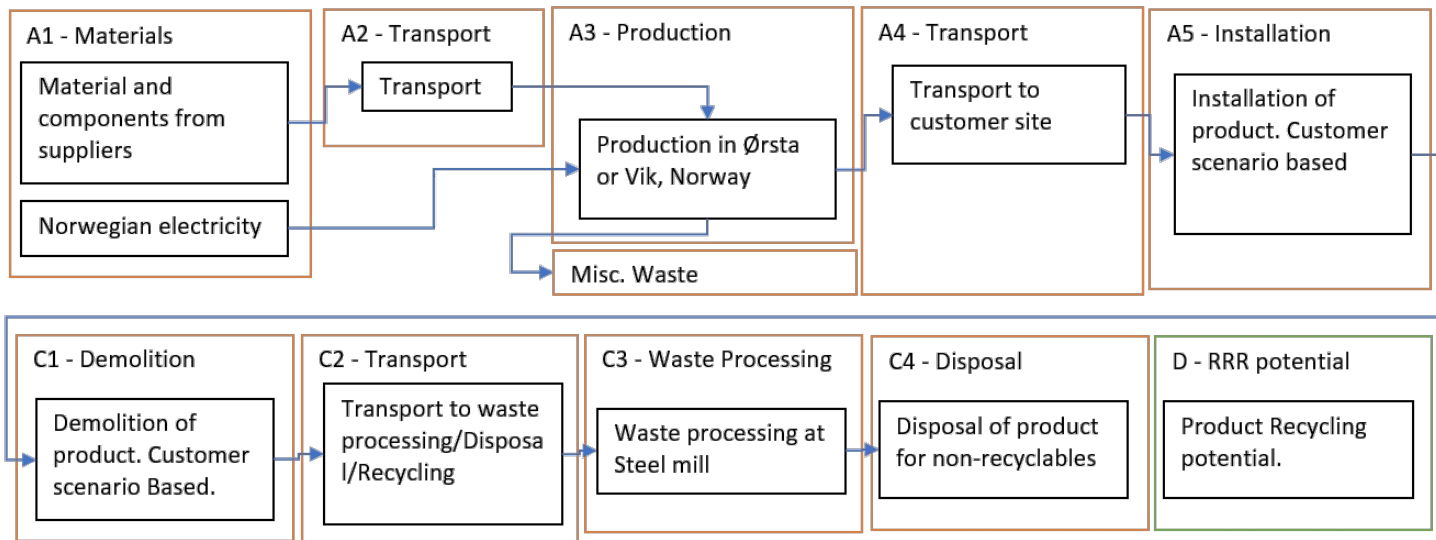 A1 - Materials
Material and
components from
suppliers
Norwegian electricity
A2 - Transport
Transport
A3 - Production
Production in Ørsta
or Vik, Norway
Misc. Waste
A4 - Transport
Transport to
customer site
A5 - Installation
Installation of
product. Customer
scenario based
C1 - Demolition
Demolition of
product. Customer
scenario Based.
C2 - Transport
Transport to waste
processing/Disposa
l/Recycling
C3 - Waste Processing
Waste processing at
Steel mill
C4 - Disposal
Disposal of product
for non-recyclables
D - RRR potential
Product Recycling
potential.